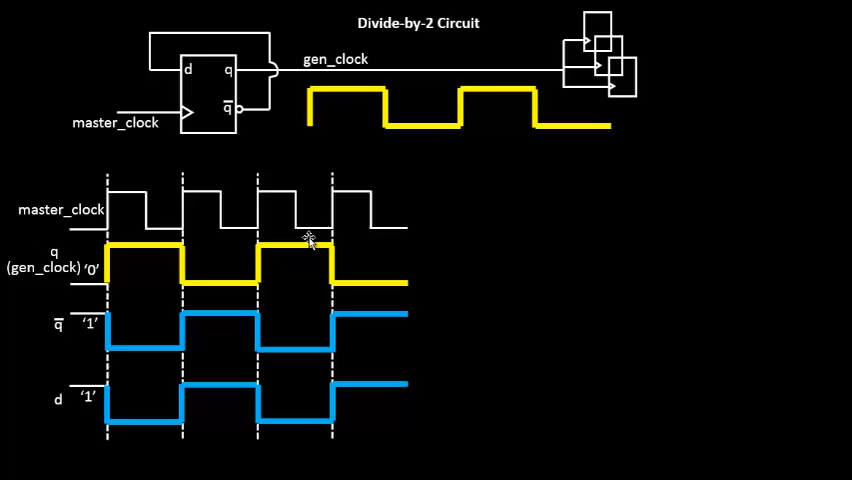 Divide-by-2 Circuit
gen_clock
d q
q̅
master_clock
master_clock
q
(gen_clock) ‘0’
q̅ ‘1’
d ‘1’